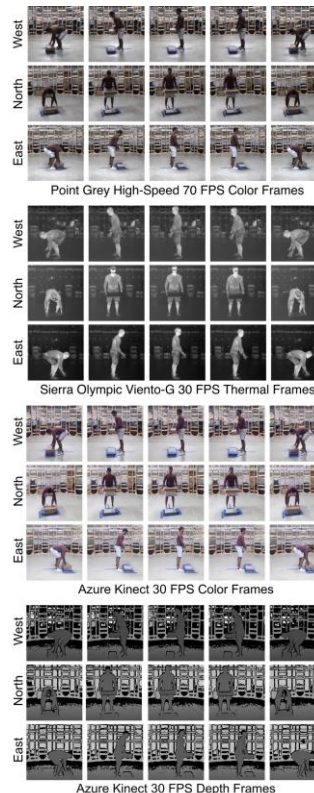 West
North
East
Point Grey High-Speed 70 FPS Color Frames
West
North
East
Sierra Olympic Viento-G 30 FPS Thermal Frames
West
North
East
Azure Kinect 30 FPS Color Frames
West
North
East
Azure Kinect 30 FPS Depth Frames